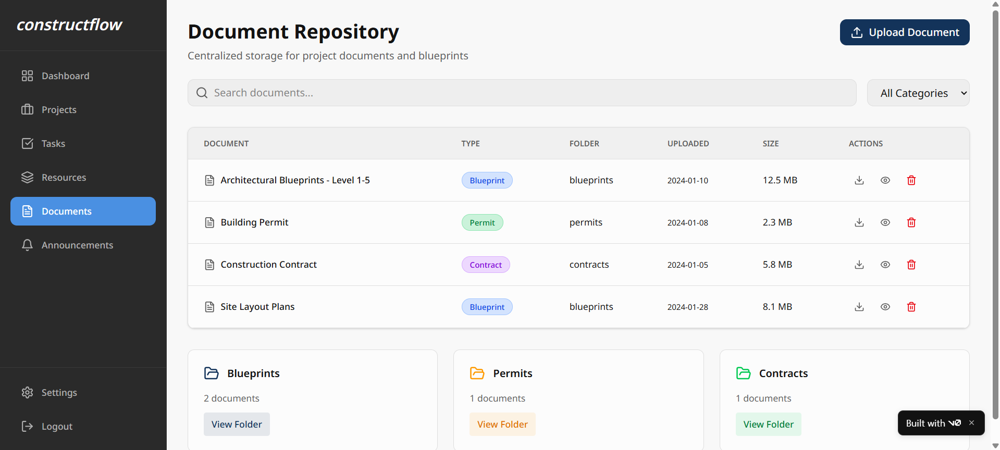 constructflow
Dashboard
Projects
Tasks
Resources
Documents
Announcements
Settings
Logout
Document Repository
Centralized storage for project documents and blueprints
Upload Document
Search documents...
All Categories
DOCUMENT TYPE FOLDER UPLOADED SIZE ACTIONS
Architectural Blueprints - Level 1-5 Blueprint blueprints 2024-01-10 12.5 MB
Building Permit Permit permits 2024-01-08 2.3 MB
Construction Contract Contract contracts 2024-01-05 5.8 MB
Site Layout Plans Blueprint blueprints 2024-01-28 8.1 MB
Blueprints
2 documents
View Folder
Permits
1 documents
View Folder
Contracts
1 documents
View Folder
Built with v0